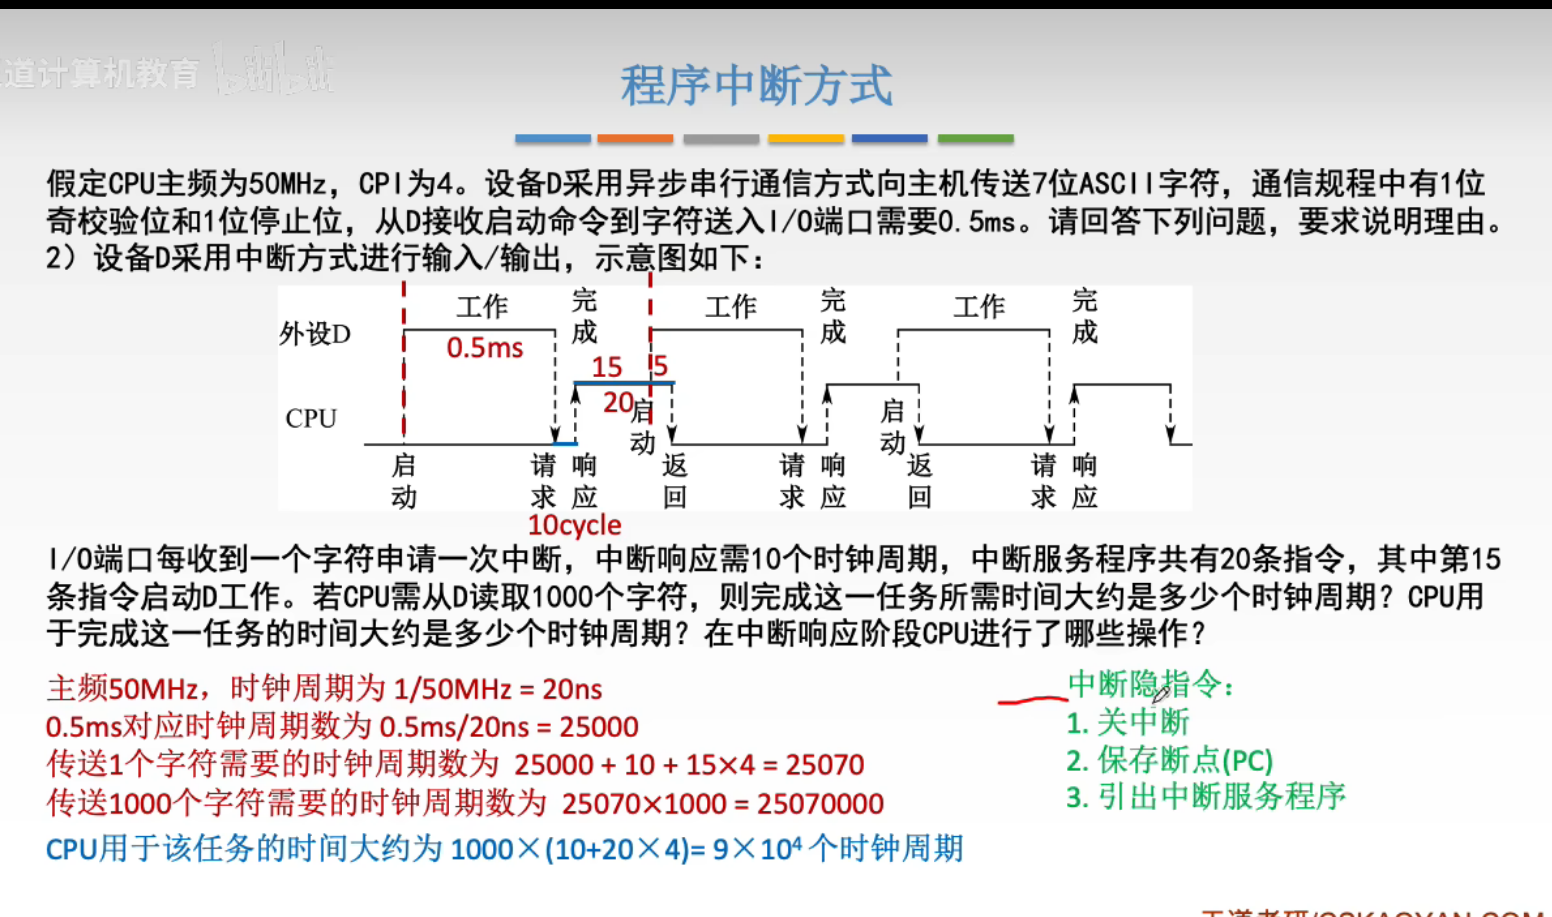 道计算机教育 bilibili
程序中断方式
假定CPU主频为50MHz，CPI为4。设备D采用异步串行通信方式向主机传送7位ASCII字符，通信规程中有1位
奇校验位和1位停止位，从D接收启动命令到字符送入I/O端口需要0.5ms。请回答下列问题，要求说明理由。
2）设备D采用中断方式进行输入/输出，示意图如下：
工作 完成 工作 完成 工作 完成
外设D
0.5ms
15 5
20
CPU
启动 启动
启动 请求 响应 返回 请求 响应 返回 请求 响应
10cycle
I/O端口每收到一个字符申请一次中断，中断响应需10个时钟周期，中断服务程序共有20条指令，其中第15
条指令启动D工作。若CPU需从D读取1000个字符，则完成这一任务所需时间大约是多少个时钟周期？CPU用
于完成这一任务的时间大约是多少个时钟周期？在中断响应阶段CPU进行了哪些操作？
主频50MHz，时钟周期为 1/50MHz = 20ns
0.5ms对应时钟周期数为 0.5ms/20ns = 25000
传送1个字符需要的时钟周期数为 25000 + 10 + 15×4 = 25070
传送1000个字符需要的时钟周期数为 25070×1000 = 25070000
CPU用于该任务的时间大约为 1000×(10+20×4)= 9×10⁴ 个时钟周期
中断隐指令：
1. 关中断
2. 保存断点(PC)
3. 引出中断服务程序